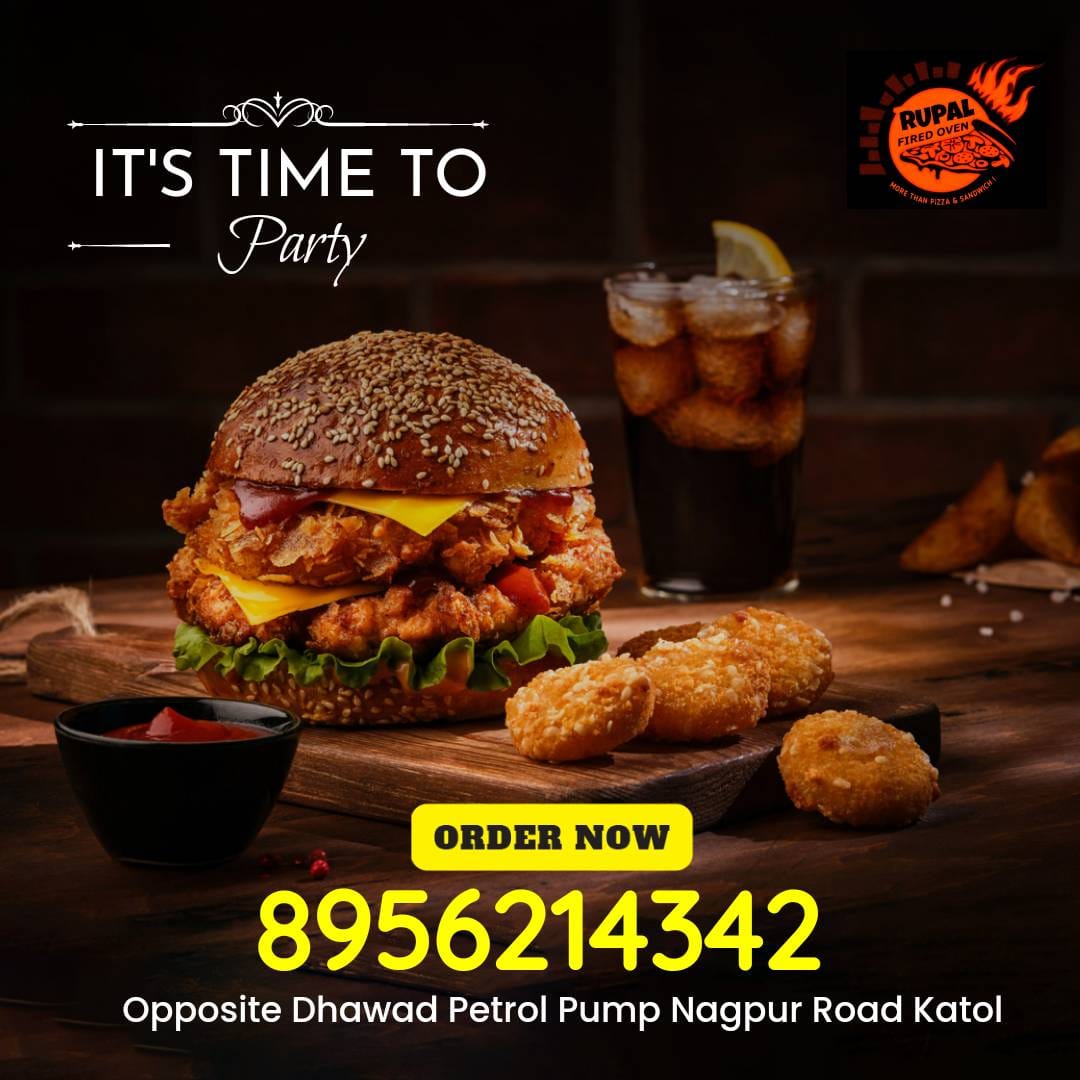 IT'S TIME TO
Party
RUPAL
FIRED OVEN
MORE THAN PIZZA & SANDWICH !
ORDER NOW
8956214342
Opposite Dhawad Petrol Pump Nagpur Road Katol